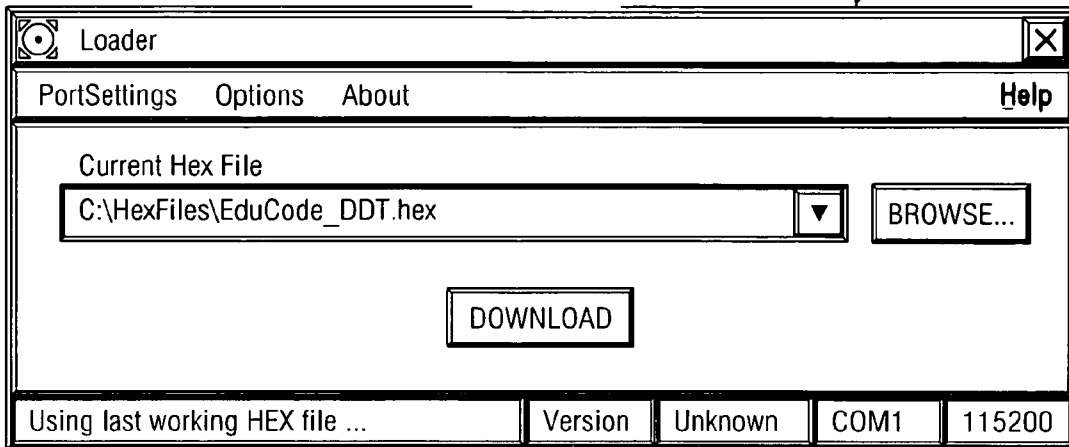 Loader
PortSettings Options About Help
Current Hex File
C:\HexFiles\EduCode_DDT.hex BROWSE...
DOWNLOAD
Using last working HEX file ... Version Unknown COM1 115200